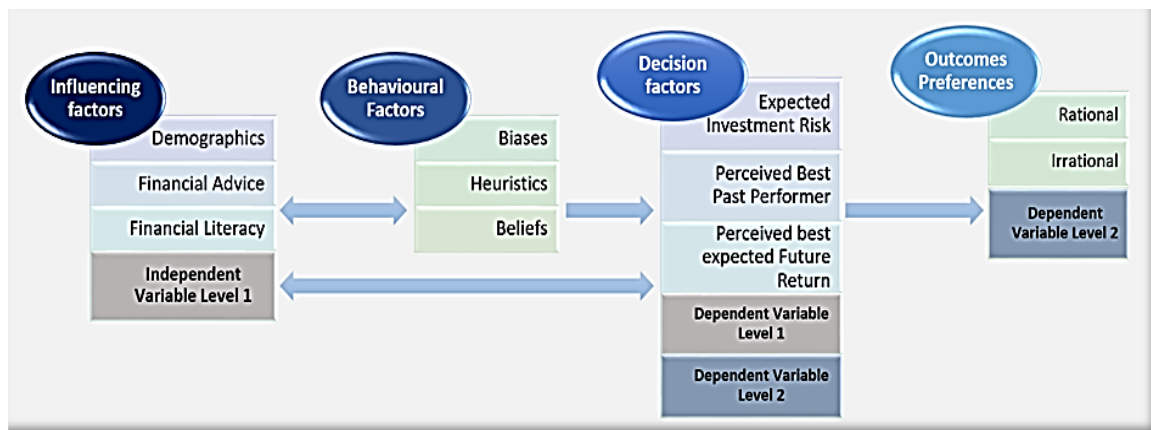 Influencing
factors
Demographics
Financial Advice
Financial Literacy
Independent
Variable Level 1
Behavioural
Factors
Biases
Heuristics
Beliefs
Decision
factors
Expected
Investment Risk
Perceived Best
Past Performer
Perceived best
expected Future
Return
Dependent Variable
Level 1
Dependent Variable
Level 2
Outcomes
Preferences
Rational
Irrational
Dependent
Variable Level 2